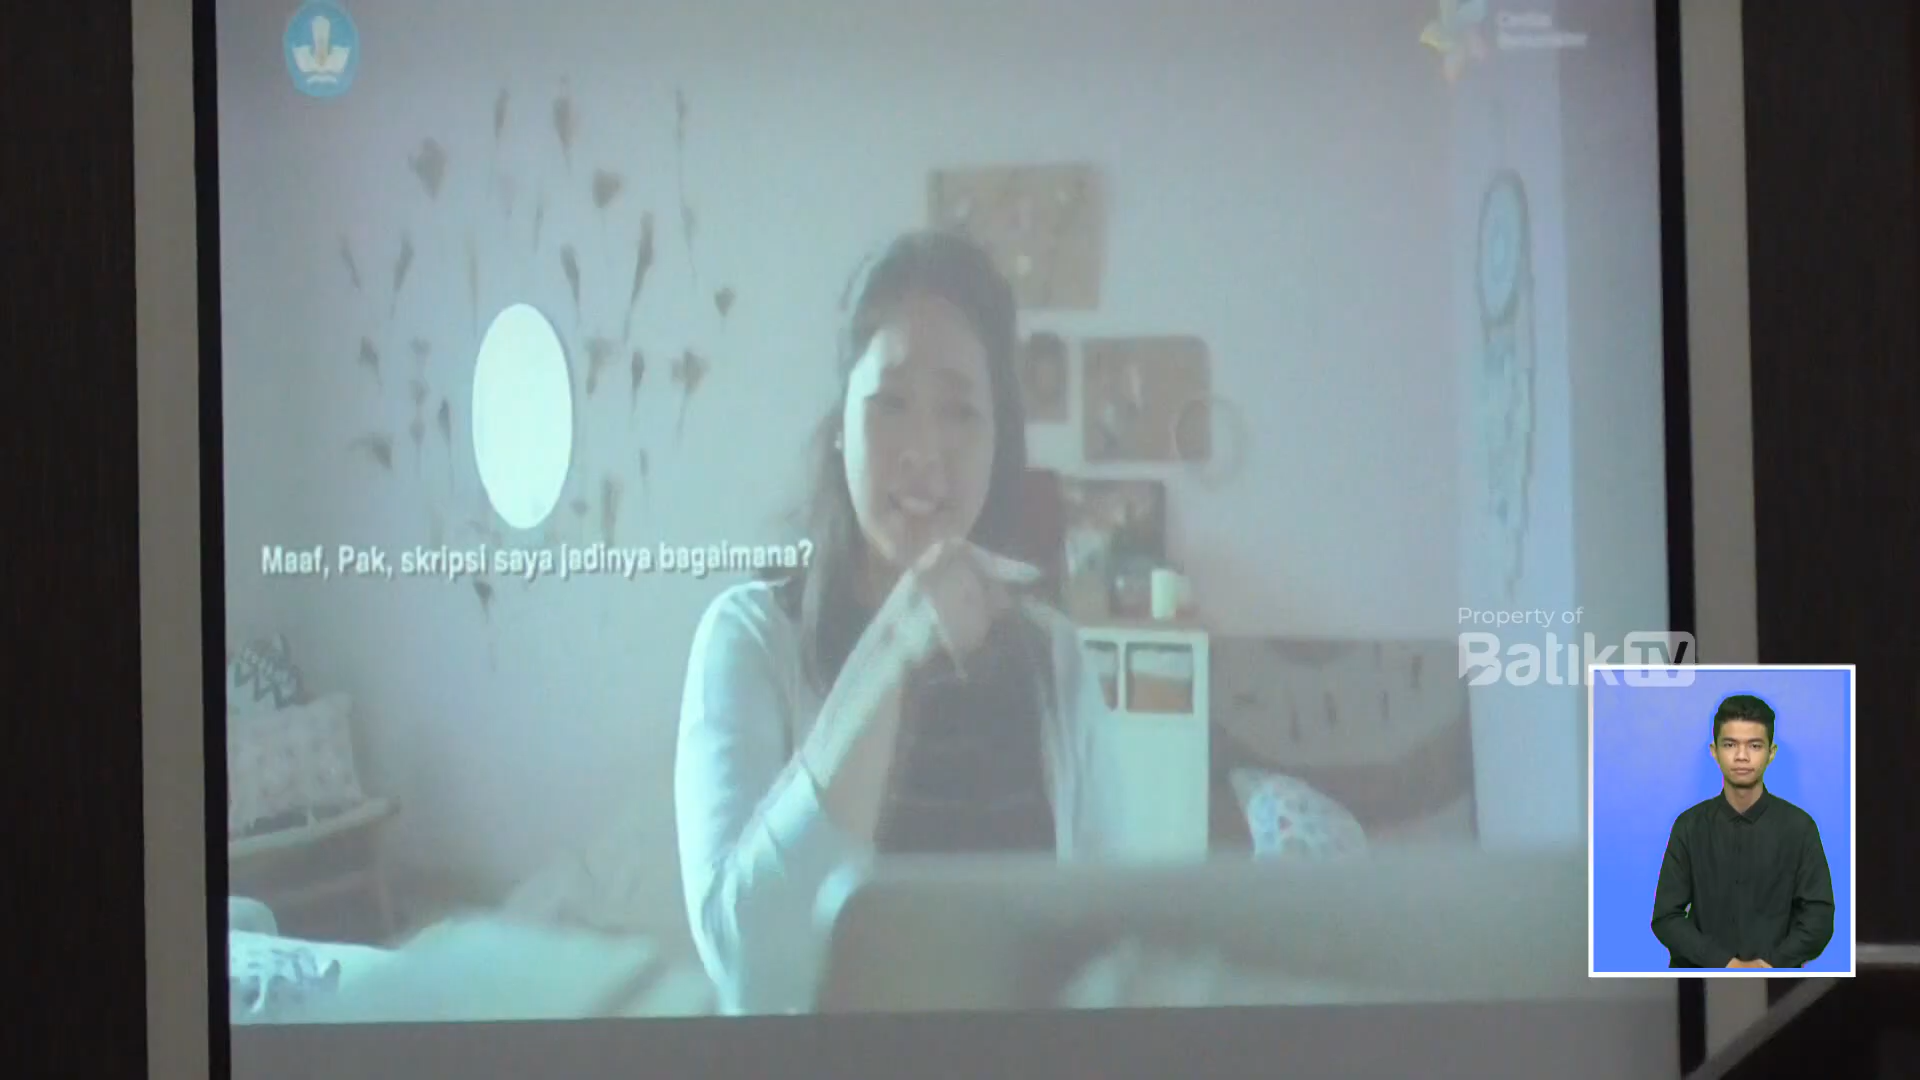 Maaf, Pak, skripsi saya jadinya bagaimana?
Property of
BatikTV